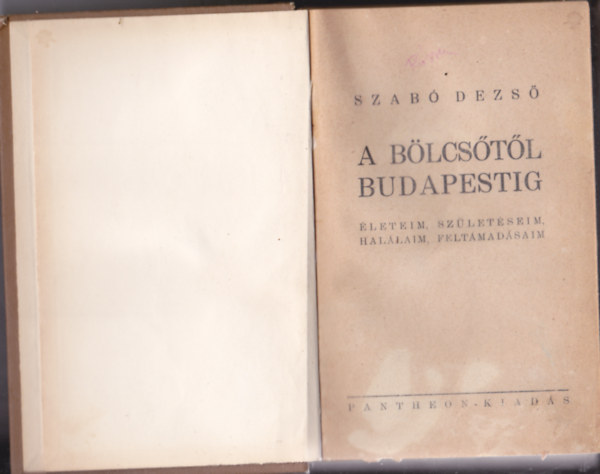 SZABÓ DEZSŐ
A BÖLCSŐTŐL
BUDAPESTIG
ÉLETEIM, SZÜLETÉSEIM,
HALÁLAIM, FELTÁMADÁSAIM
PANTHEON-KIADÁS